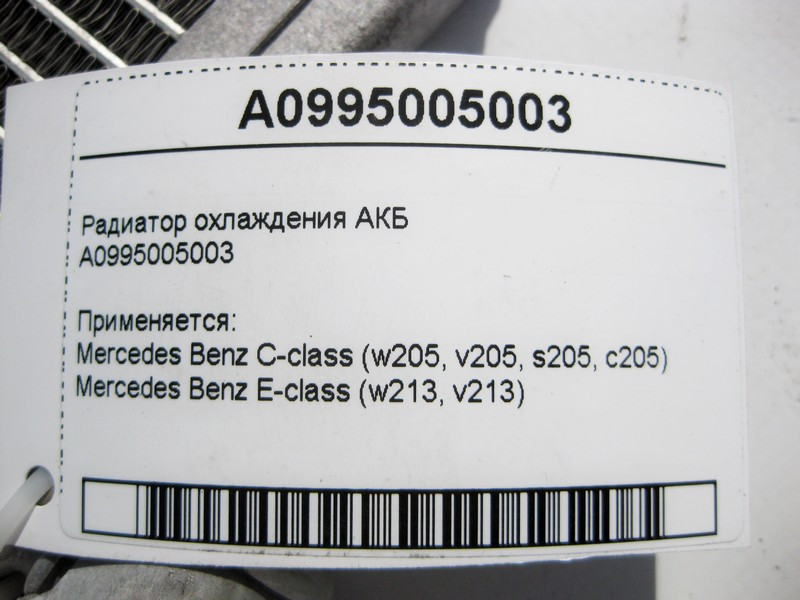 A0995005003
Радиатор охлаждения АКБ
A0995005003
Применяется:
Mercedes Benz C-class (w205, v205, s205, c205)
Mercedes Benz E-class (w213, v213)